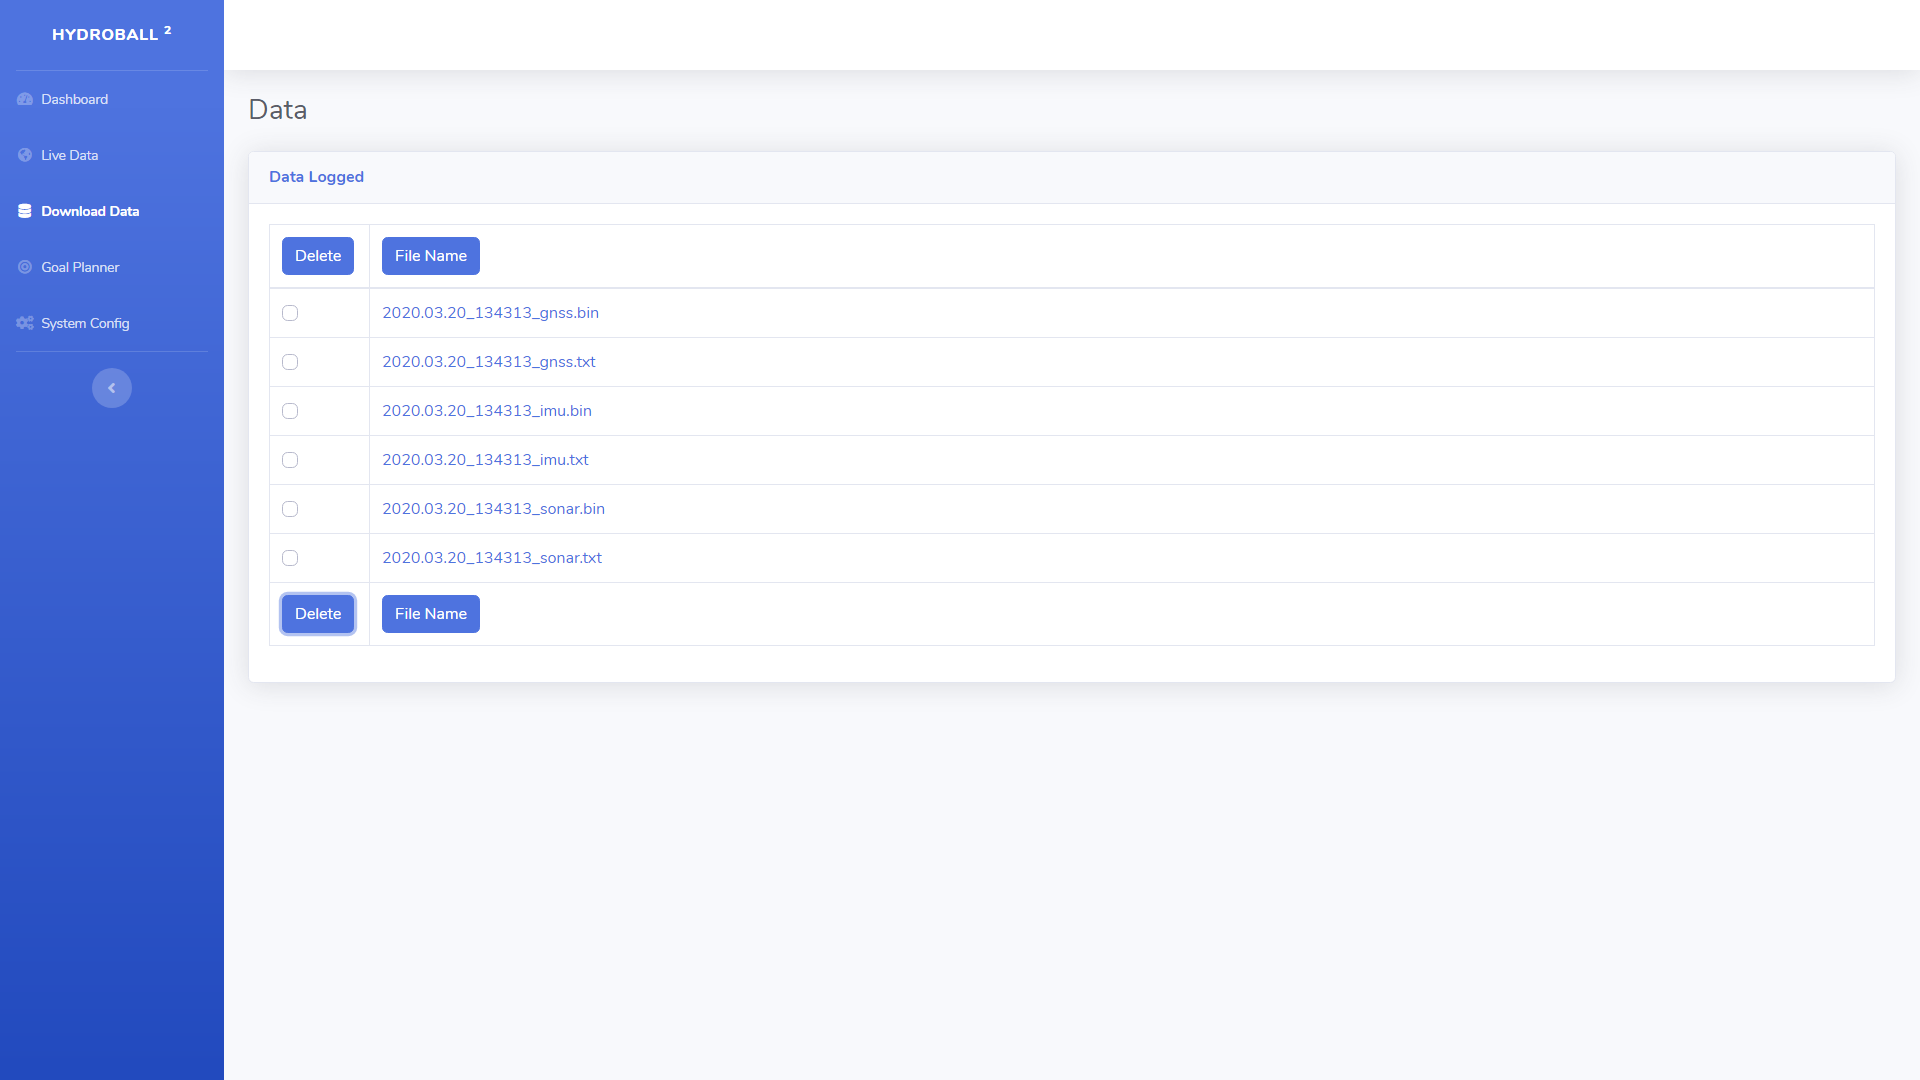 HYDROBALL 2
Dashboard
Live Data
Download Data
Goal Planner
System Config
Data
Data Logged
Delete File Name
2020.03.20_134313_gnss.bin
2020.03.20_134313_gnss.txt
2020.03.20_134313_imu.bin
2020.03.20_134313_imu.txt
2020.03.20_134313_sonar.bin
2020.03.20_134313_sonar.txt
Delete File Name